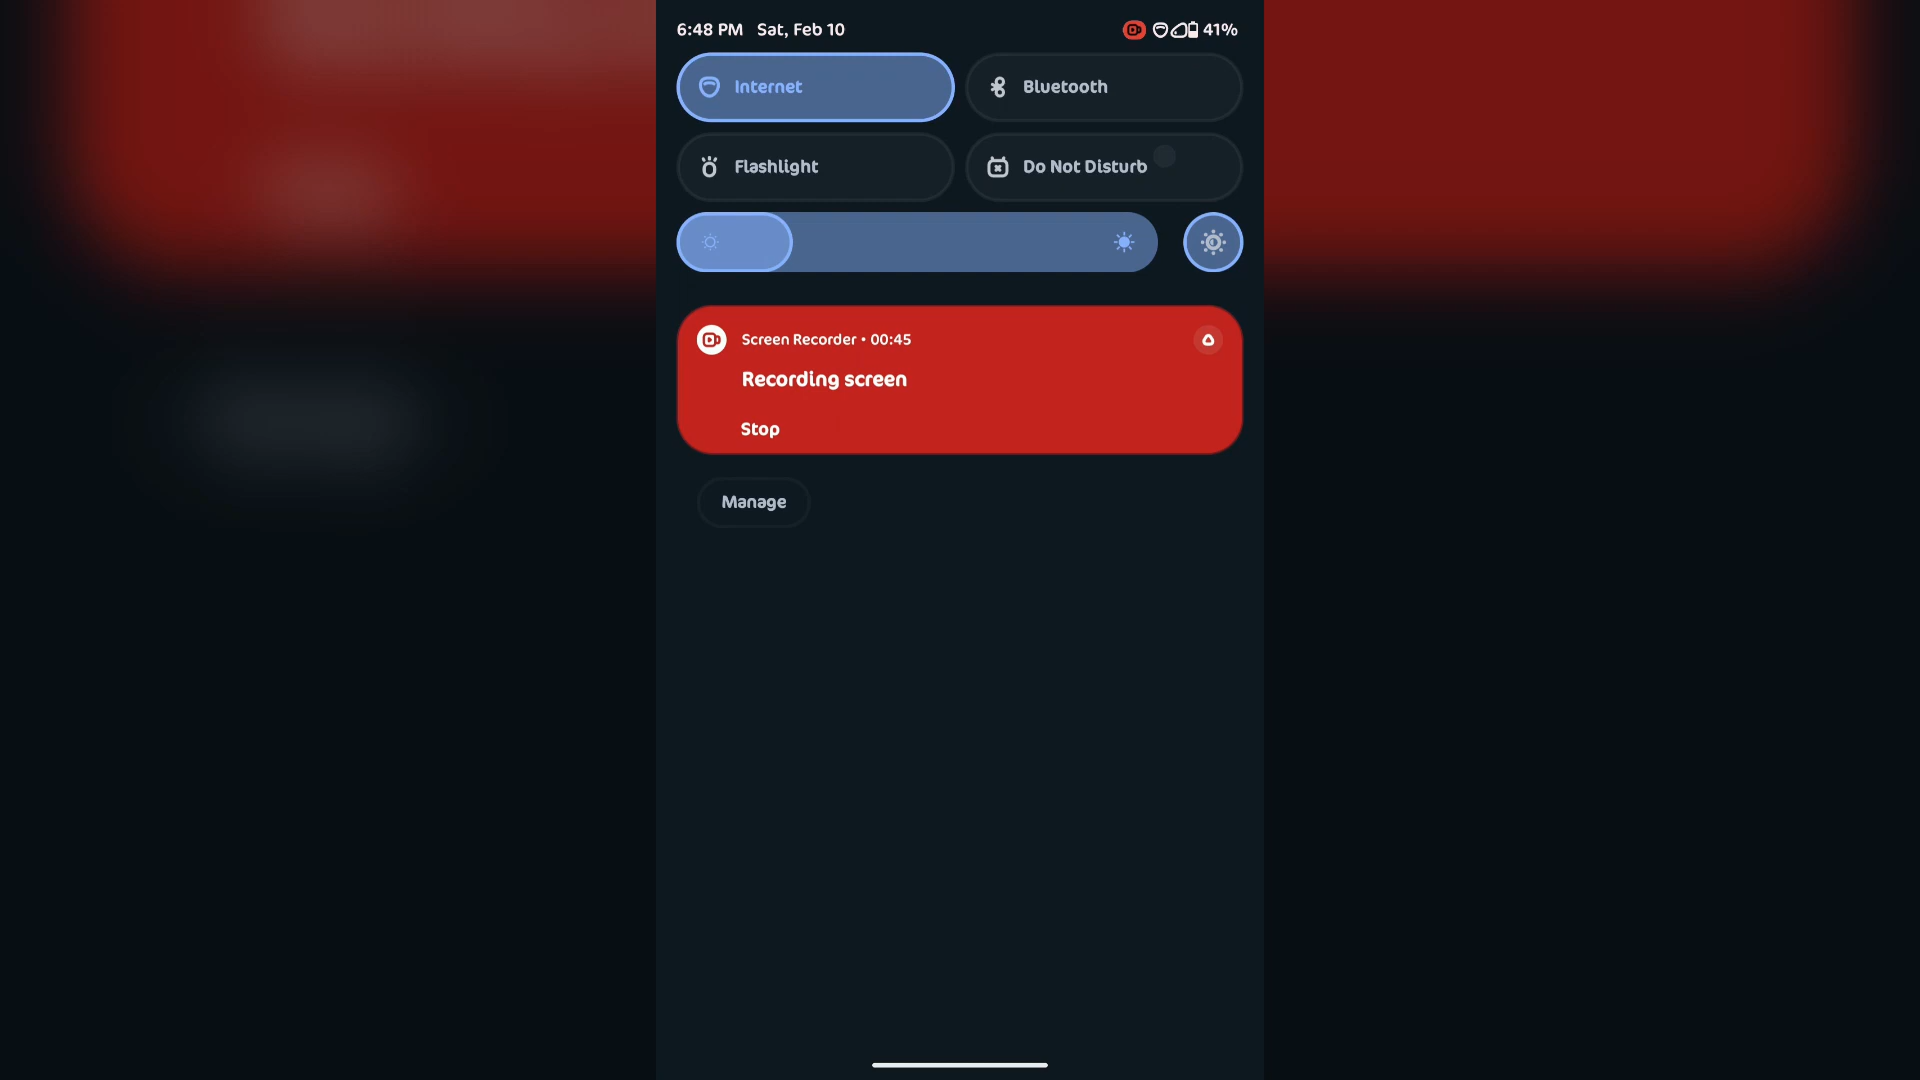 6:48 PM Sat, Feb 10 41%
Internet
Bluetooth
Flashlight
Do Not Disturb
Screen Recorder • 00:45
Recording screen
Stop
Manage